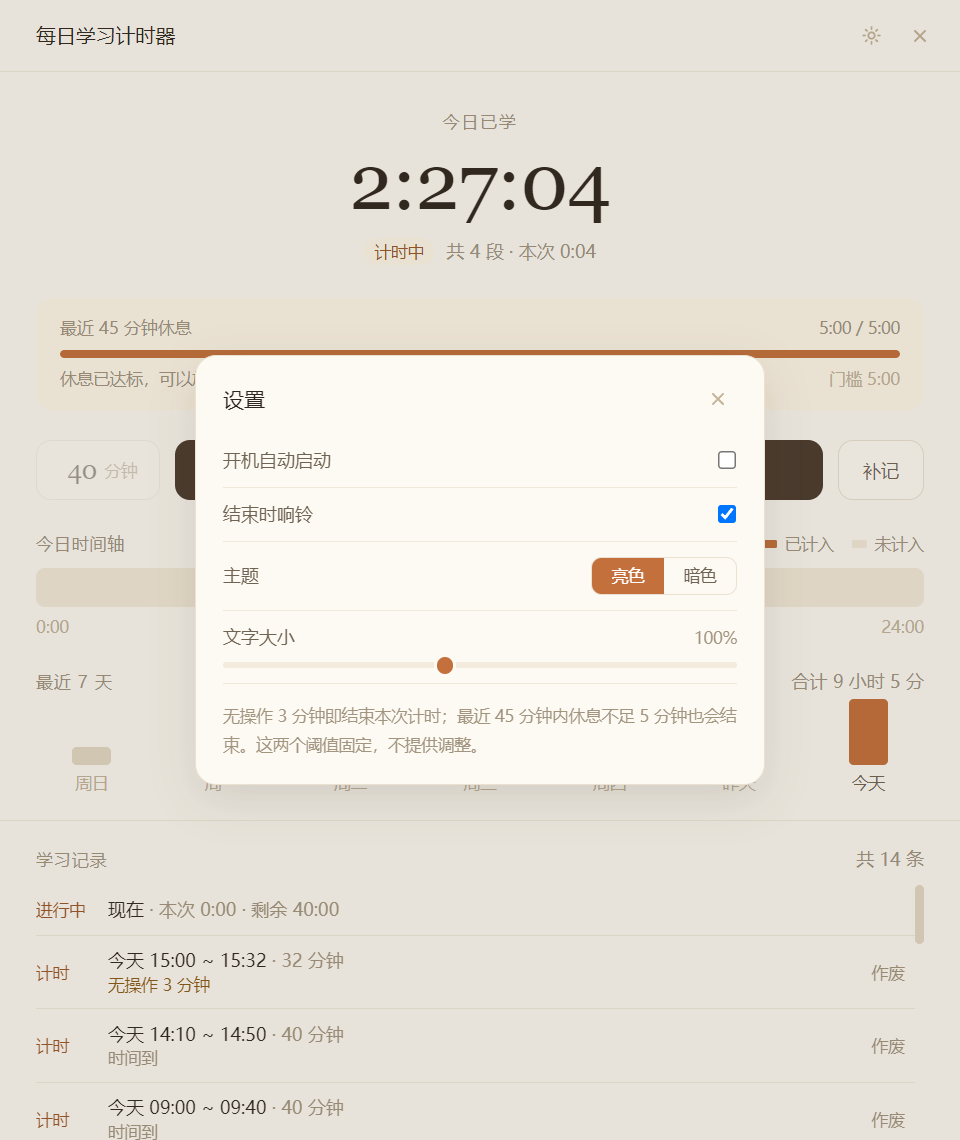 每日学习计时器
今日已学
2:27:04
计时中 共 4 段 · 本次 0:04
最近 45 分钟休息 5:00 / 5:00
休息已达标，可以 门槛 5:00
设置
40 分钟 补记
开机自动启动
结束时响铃
今日时间轴 已计入 未计入
主题 亮色 暗色
0:00 24:00
文字大小 100%
最近 7 天 合计 9 小时 5 分
无操作 3 分钟即结束本次计时；最近 45 分钟内休息不足 5 分钟也会结
束。这两个阈值固定，不提供调整。
周日 今天
学习记录 共 14 条
进行中 现在 · 本次 0:00 · 剩余 40:00
计时 今天 15:00 ~ 15:32 · 32 分钟 作废
无操作 3 分钟
计时 今天 14:10 ~ 14:50 · 40 分钟 作废
时间到
计时 今天 09:00 ~ 09:40 · 40 分钟 作废
时间到